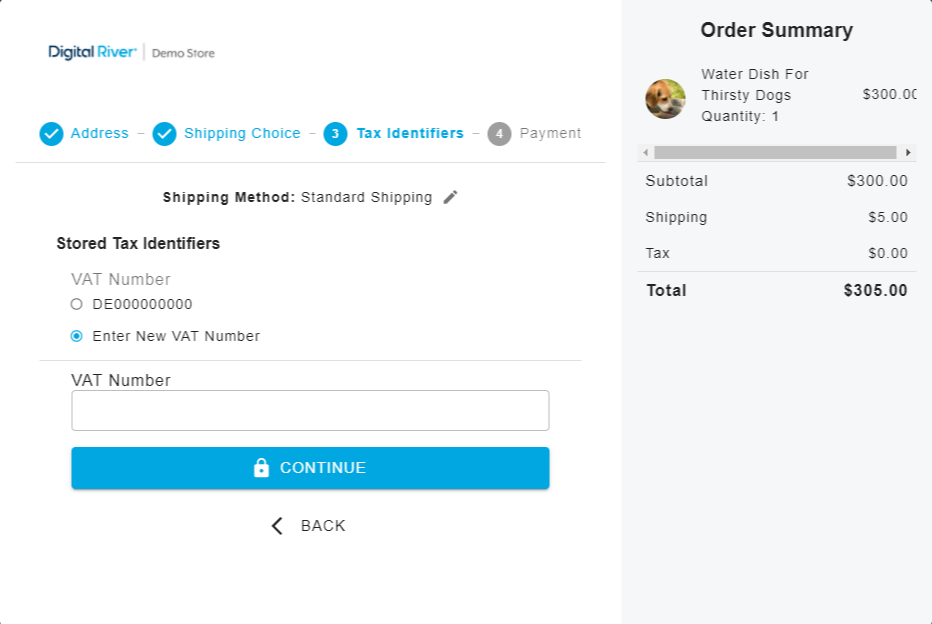 Digital River Demo Store
Address – Shipping Choice – 3 Tax Identifiers – 4 Payment
Shipping Method: Standard Shipping
Stored Tax Identifiers
VAT Number
DE000000000
Enter New VAT Number
VAT Number
CONTINUE
BACK
Order Summary
Water Dish For
Thirsty Dogs
Quantity: 1
$300.00
Subtotal $300.00
Shipping $5.00
Tax $0.00
Total $305.00